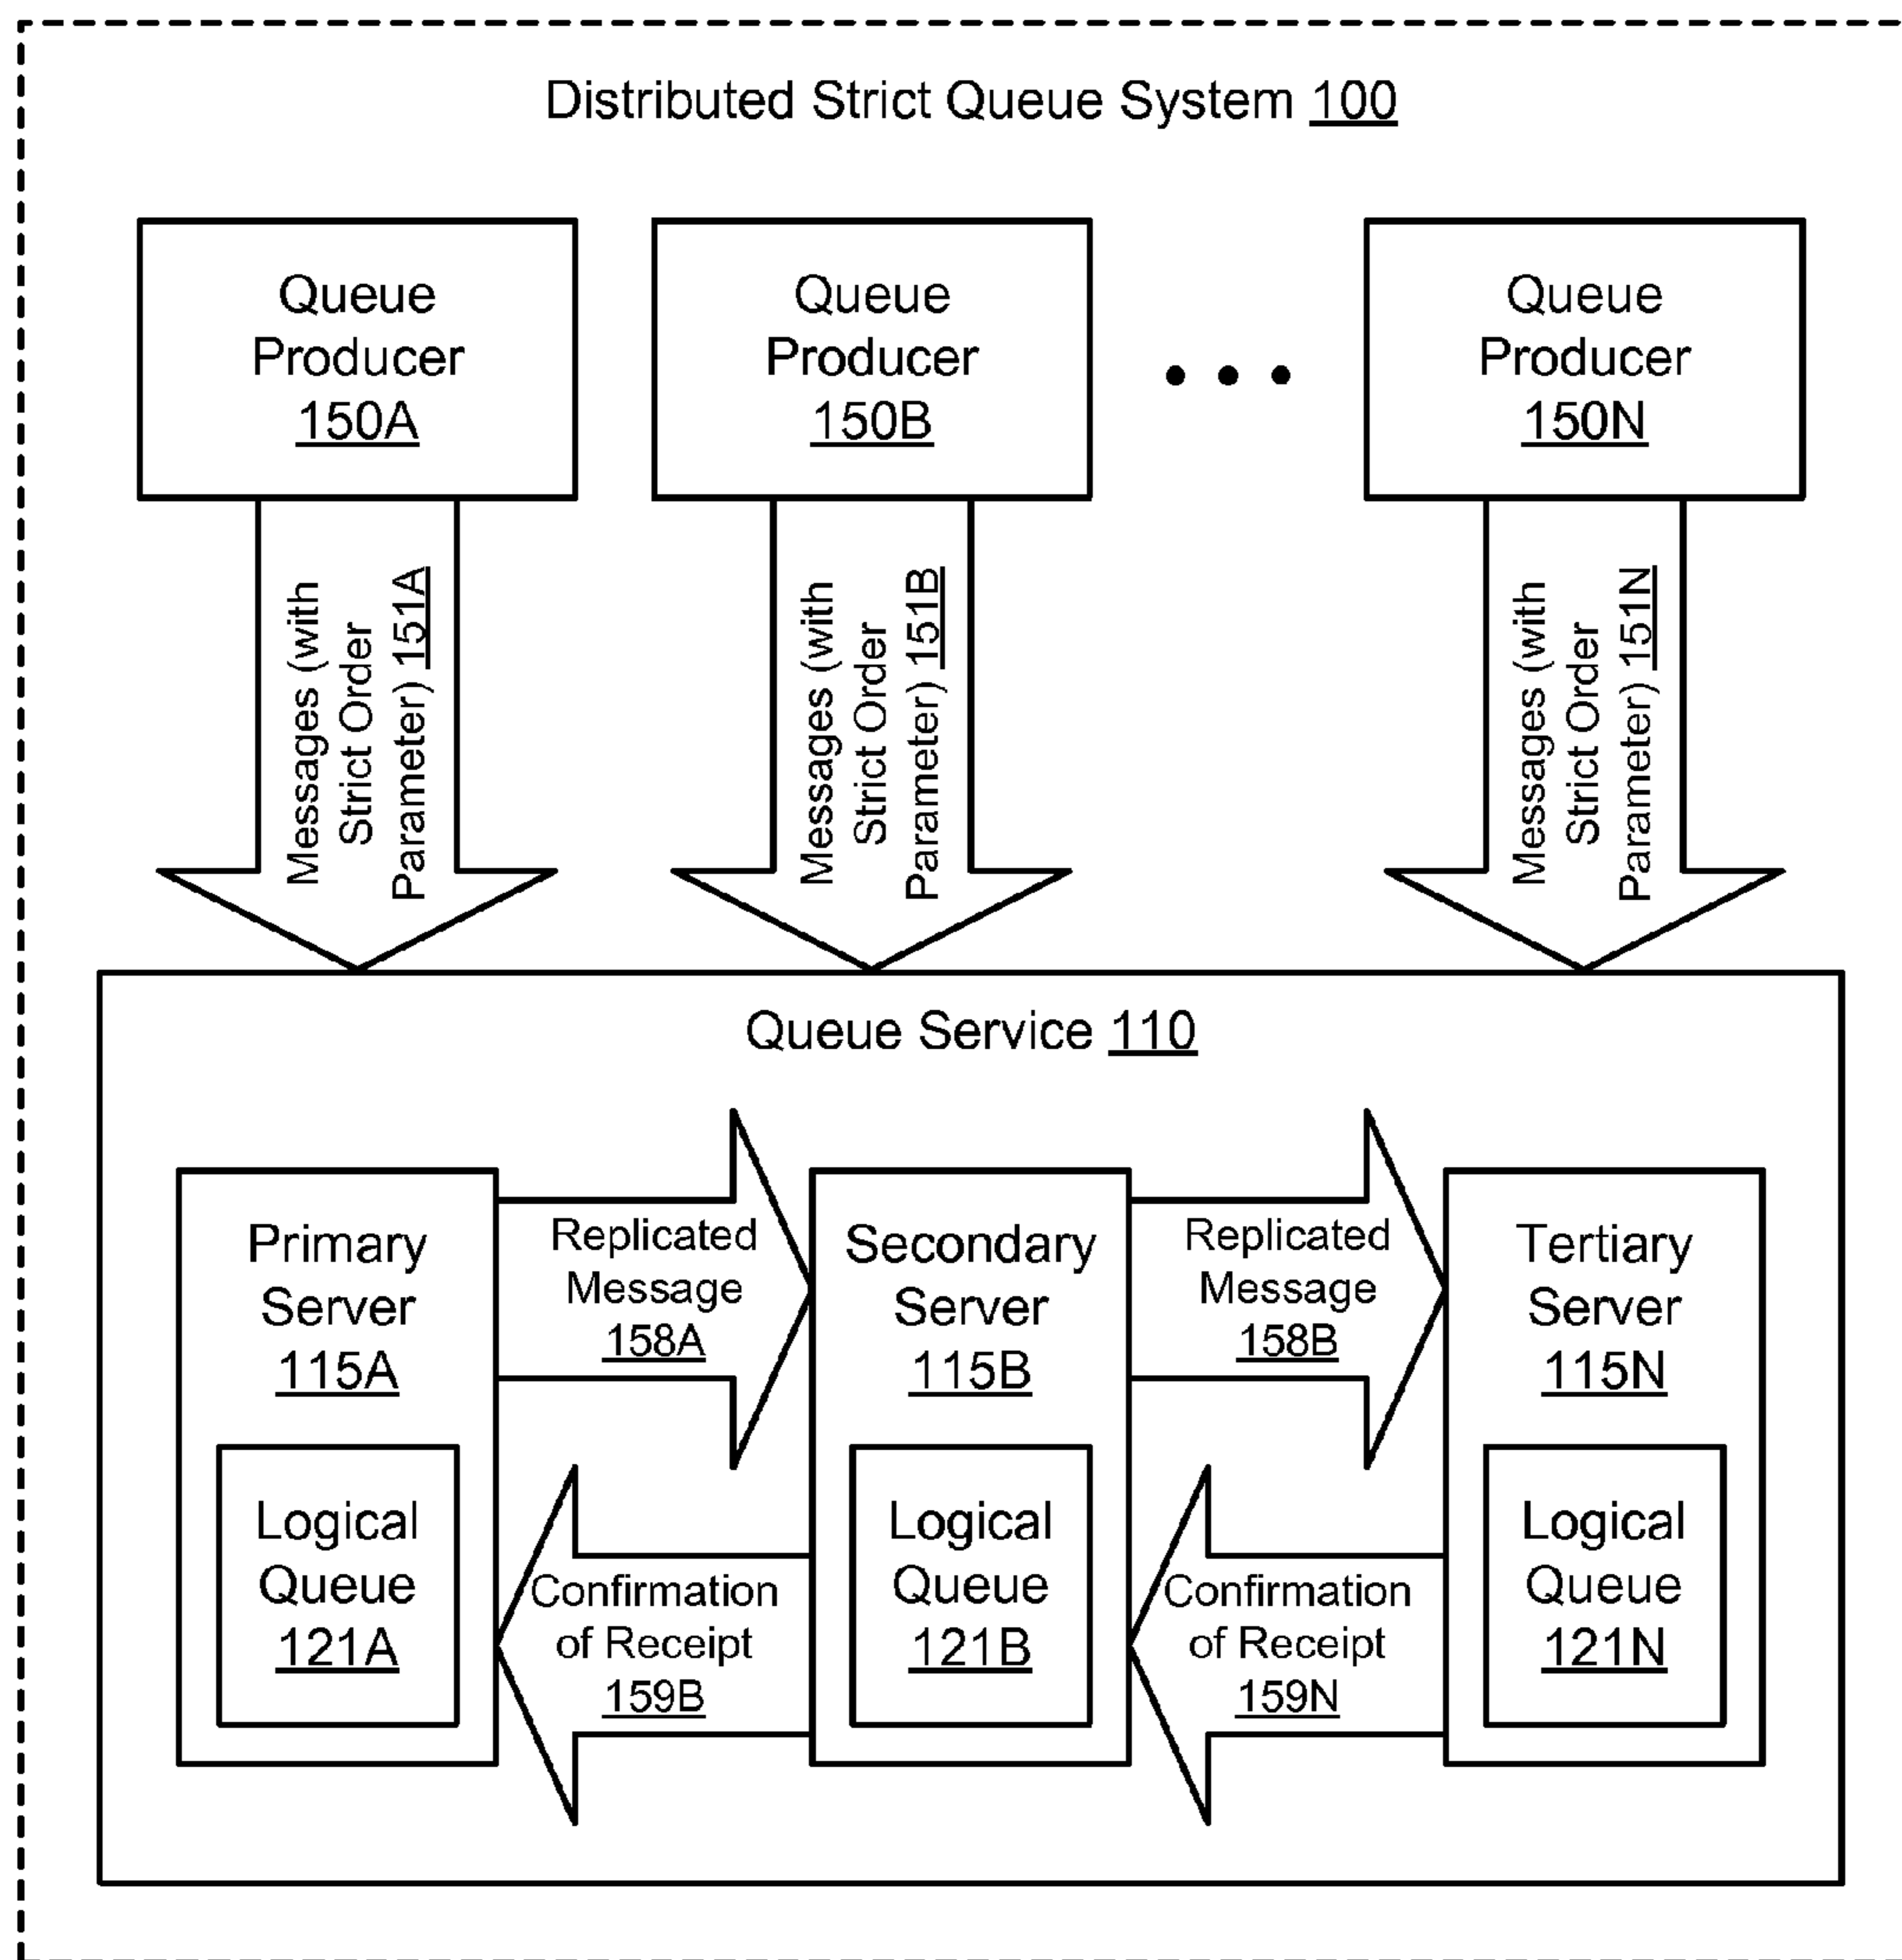 Distributed Strict Queue System 100
Queue
Producer
150A
Queue
Producer
150B
Queue
Producer
150N
Messages (with
Strict Order
Parameter) 151A
Messages (with
Strict Order
Parameter) 151B
Messages (with
Strict Order
Parameter) 151N
Queue Service 110
Primary
Server
115A
Replicated
Message
158A
Secondary
Server
115B
Replicated
Message
158B
Tertiary
Server
115N
Logical
Queue
121A
Confirmation
of Receipt
159B
Logical
Queue
121B
Confirmation
of Receipt
159N
Logical
Queue
121N